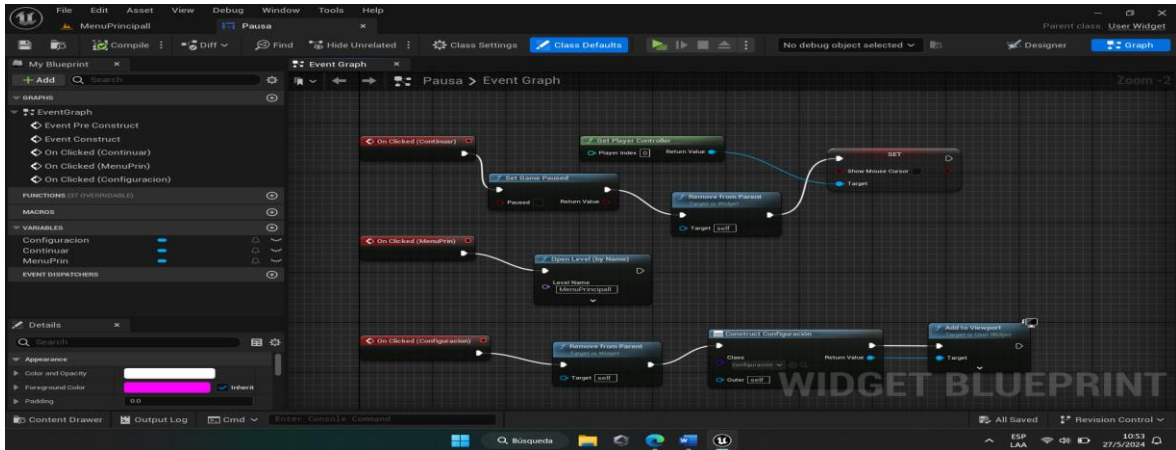 File Edit Asset View Debug Window Tools Help
MenuPrincipall Pausa Parent class: User Widget
Compile Diff Find Hide Unrelated Class Settings Class Defaults No debug object selected Designer Graph
My Blueprint
+ Add Search
GRAPHS
EventGraph
Event Pre Construct
Event Construct
On Clicked (Continuar)
On Clicked (MenuPrin)
On Clicked (Configuracion)
FUNCTIONS (57 OVERRIDABLE)
MACROS
VARIABLES
Configuracion
Continuar
MenuPrin
EVENT DISPATCHERS
Details
Search
Appearance
Color and Opacity
Foreground Color Inherit
Padding 0.0
Event Graph
Pausa > Event Graph Zoom -2
On Clicked (Continuar)
Set Game Paused
Paused Return Value
Get Player Controller
Player Index 0 Return Value
Remove from Parent
Target is Widget
Target self
SET
Show Mouse Cursor
Target
On Clicked (MenuPrin)
Open Level (by Name)
Level Name
MenuPrincipall
On Clicked (Configuracion)
Remove from Parent
Target is Widget
Target self
Construct Configuración
Class Return Value
Configuracion
Outer self
Add to Viewport
Target is User Widget
Target
WIDGET BLUEPRINT
Content Drawer Output Log Cmd Enter Console Command All Saved Revision Control
Búsqueda
ESP
LAA
10:53
27/5/2024